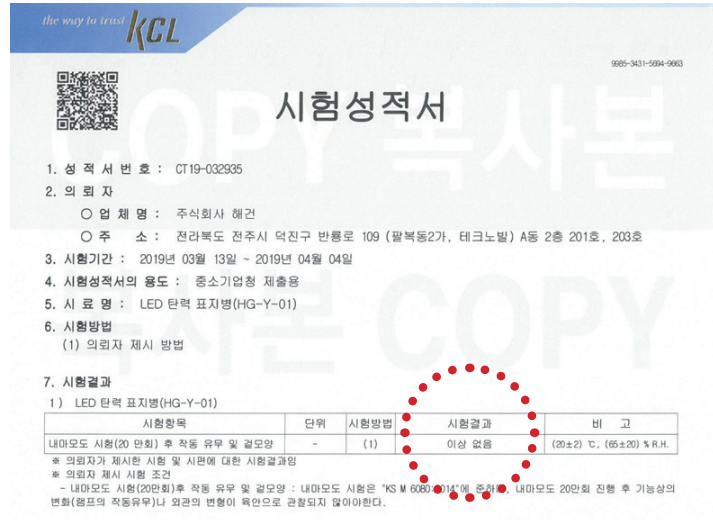 the way to trust KCL
9985-3431-5694-9663
시험성적서
COPY 복사본
1. 성 적 서 번 호 : CT19-032935
2. 의 뢰 자
○ 업 체 명 : 주식회사 해건
○ 주 소 : 전라북도 전주시 덕진구 반룡로 109 (팔복동2가, 테크노빌) A동 2층 201호, 203호
3. 시험기간 : 2019년 03월 13일 ~ 2019년 04월 04일
4. 시험성적서의 용도 : 중소기업청 제출용
5. 시 료 명 : LED 탄력 표지병(HG-Y-01)
복사본 COPY
6. 시험방법
(1) 의뢰자 제시 방법
7. 시험결과
1) LED 탄력 표지병(HG-Y-01)
시험항목 단위 시험방법 시험결과 비 고
내마모도 시험(20 만회) 후 작동 유무 및 겉모양 - (1) 이상 없음 (20±2) ℃, (65±20) % R.H.
※ 의뢰자가 제시한 시험 및 시편에 대한 시험결과임
※ 의뢰자 제시 시험 조건
- 내마모도 시험(20만회)후 작동 유무 및 겉모양 : 내마모도 시험은 "KS M 6080:2014"에 준하며, 내마모도 20만회 진행 후 기능상의
변화(램프의 작동유무)나 외관의 변형이 육안으로 관찰되지 않아야한다.